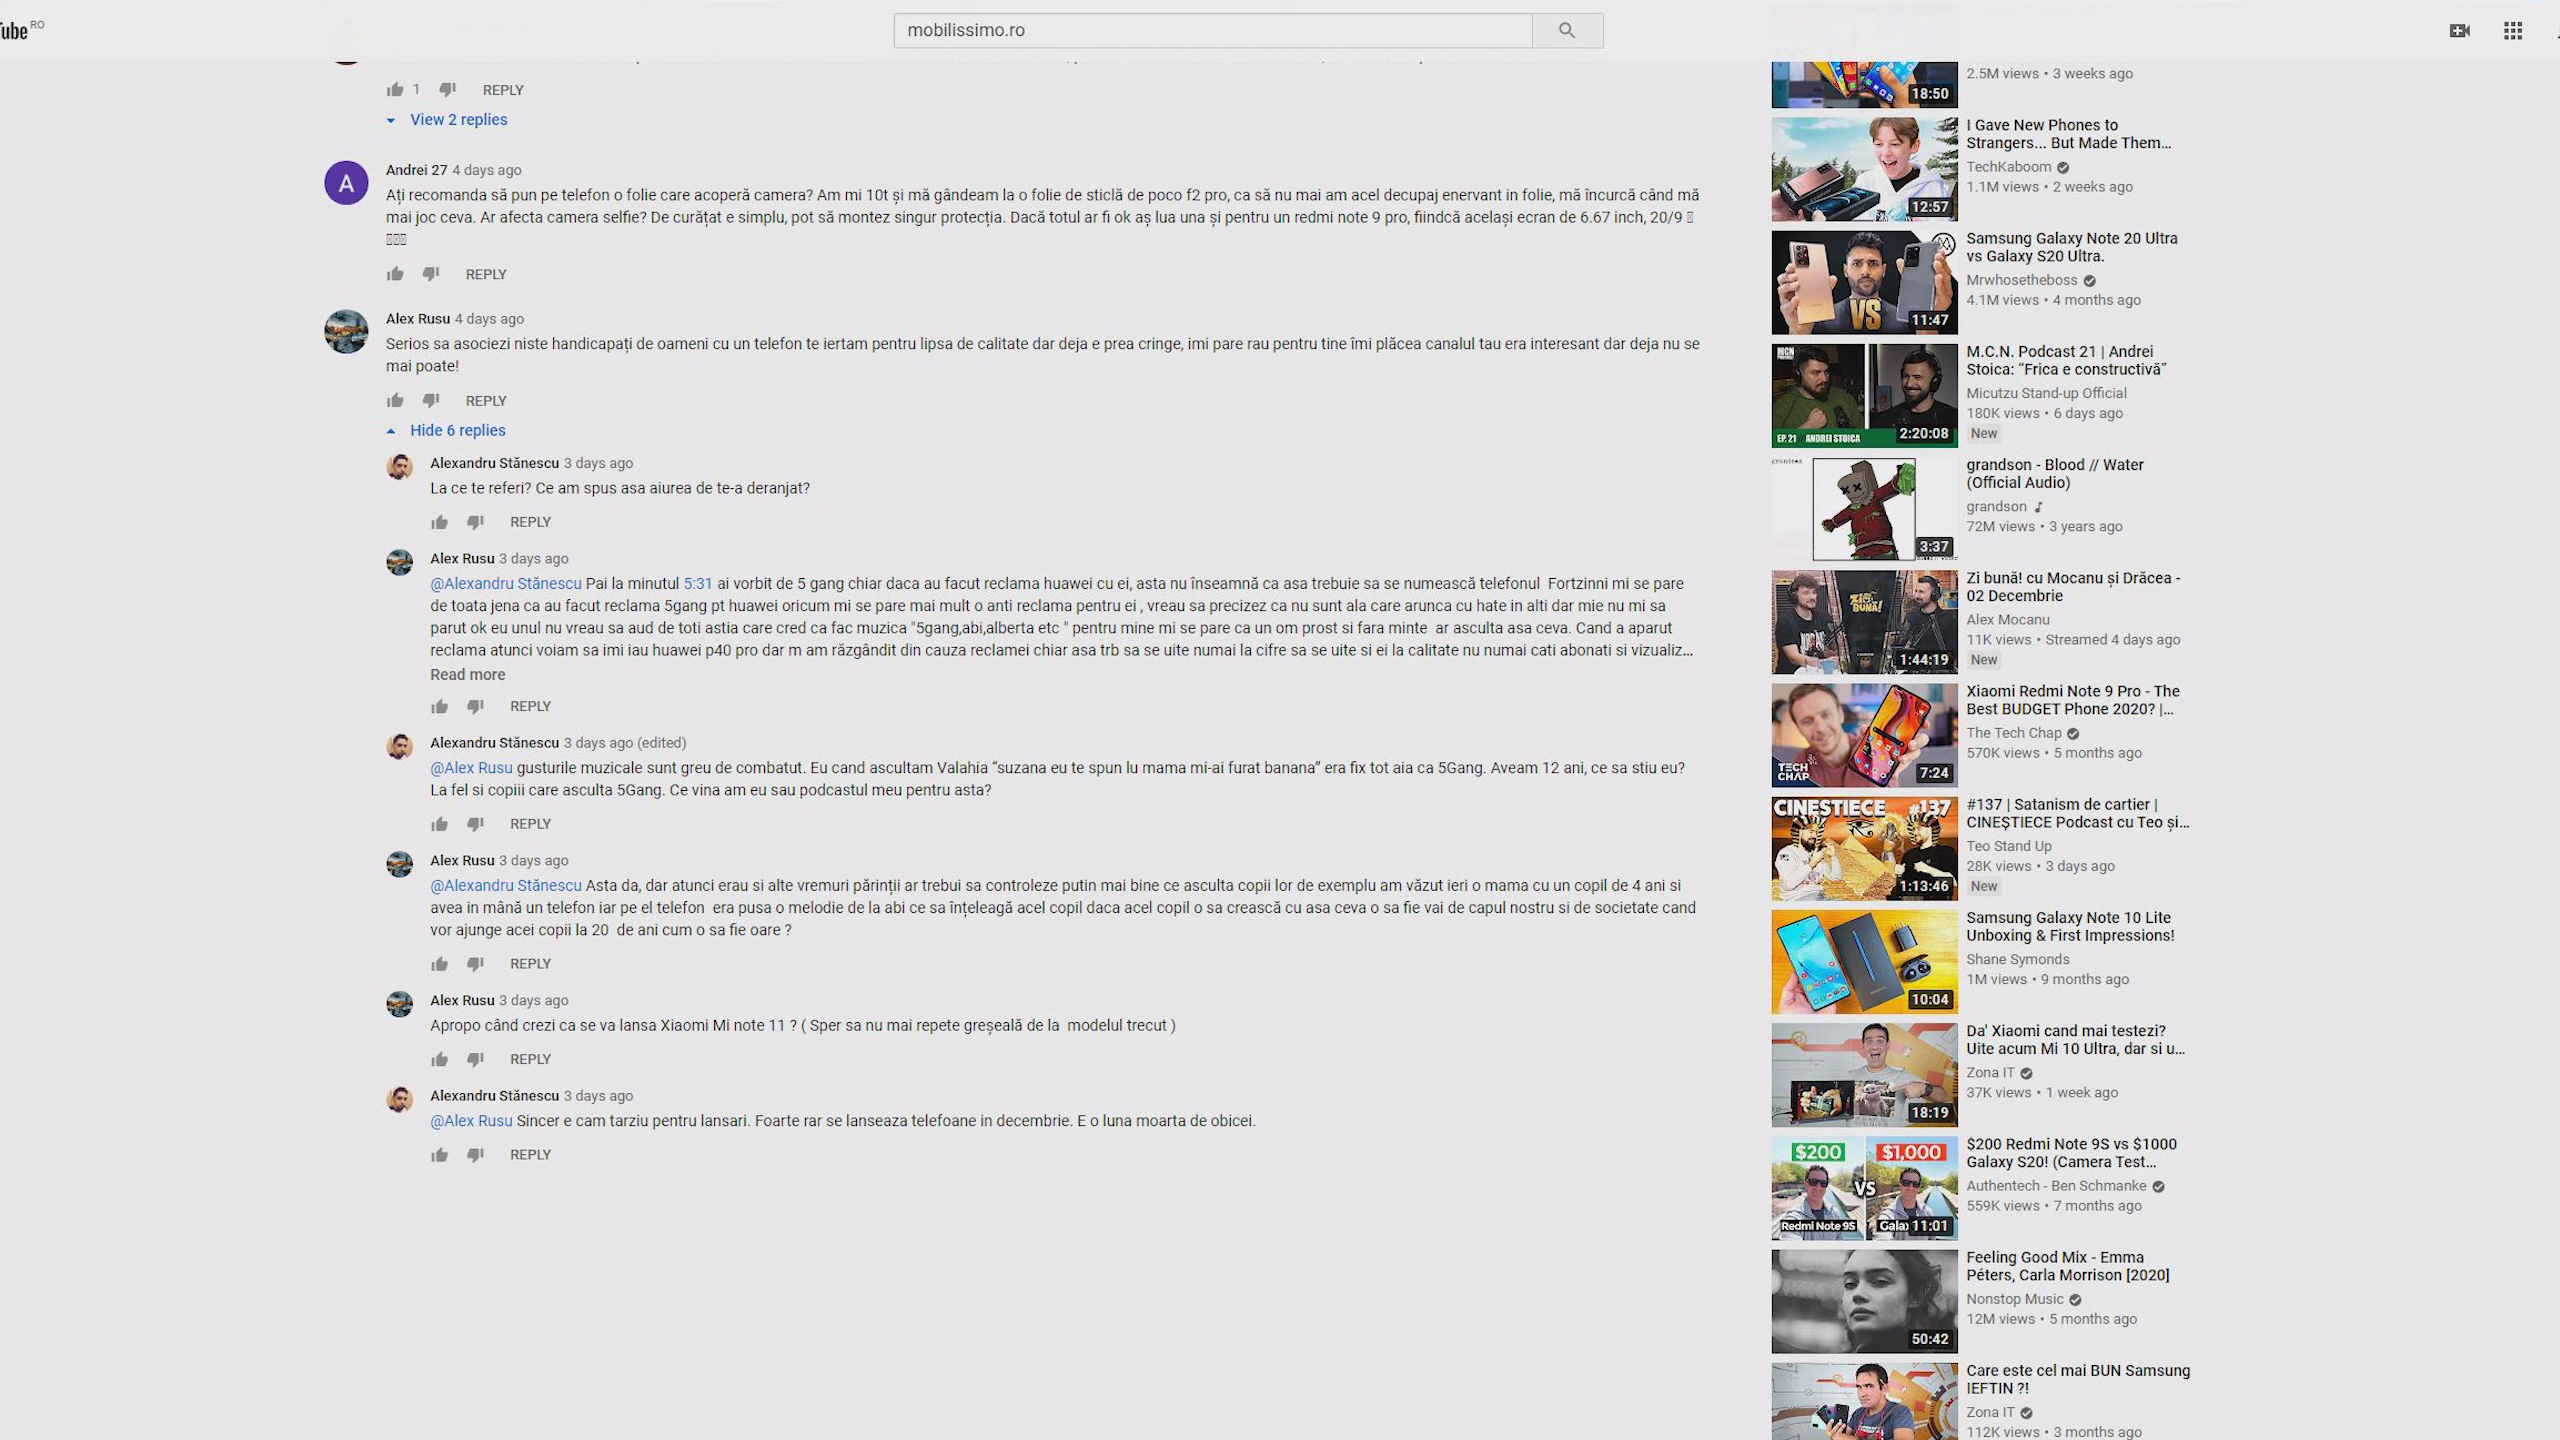 Tube RO
mobilissimo.ro
1 REPLY
View 2 replies
Andrei 27 4 days ago
Ați recomanda să pun pe telefon o folie care acoperă camera? Am mi 10t și mă gândeam la o folie de sticlă de poco f2 pro, ca să nu mai am acel decupaj enervant in folie, mă încurcă când mă
mai joc ceva. Ar afecta camera selfie? De curățat e simplu, pot să montez singur protecția. Dacă totul ar fi ok aș lua una și pentru un redmi note 9 pro, fiindcă același ecran de 6.67 inch, 20/9
REPLY
Alex Rusu 4 days ago
Serios sa asociezi niste handicapați de oameni cu un telefon te iertam pentru lipsa de calitate dar deja e prea cringe, imi pare rau pentru tine îmi plăcea canalul tau era interesant dar deja nu se
mai poate!
REPLY
Hide 6 replies
Alexandru Stănescu 3 days ago
La ce te referi? Ce am spus asa aiurea de te-a deranjat?
REPLY
Alex Rusu 3 days ago
@Alexandru Stănescu Pai la minutul 5:31 ai vorbit de 5 gang chiar daca au facut reclama huawei cu ei, asta nu înseamnă ca asa trebuie sa se numească telefonul Fortzinni mi se pare
de toata jena ca au facut reclama 5gang pt huawei oricum mi se pare mai mult o anti reclama pentru ei , vreau sa precizez ca nu sunt ala care arunca cu hate in alti dar mie nu mi sa
parut ok eu unul nu vreau sa aud de toti astia care cred ca fac muzica "5gang,abi,alberta etc " pentru mine mi se pare ca un om prost si fara minte ar asculta asa ceva. Cand a aparut
reclama atunci voiam sa imi iau huawei p40 pro dar m am răzgândit din cauza reclamei chiar asa trb sa se uite numai la cifre sa se uite si ei la calitate nu numai cati abonati si vizualiz...
Read more
REPLY
Alexandru Stănescu 3 days ago (edited)
@Alex Rusu gusturile muzicale sunt greu de combatut. Eu cand ascultam Valahia “suzana eu te spun lu mama mi-ai furat banana” era fix tot aia ca 5Gang. Aveam 12 ani, ce sa stiu eu?
La fel si copiii care asculta 5Gang. Ce vina am eu sau podcastul meu pentru asta?
REPLY
Alex Rusu 3 days ago
@Alexandru Stănescu Asta da, dar atunci erau si alte vremuri părinții ar trebui sa controleze putin mai bine ce asculta copii lor de exemplu am văzut ieri o mama cu un copil de 4 ani si
avea in mână un telefon iar pe el telefon era pusa o melodie de la abi ce sa înțeleagă acel copil daca acel copil o sa crească cu asa ceva o sa fie vai de capul nostru si de societate cand
vor ajunge acei copii la 20 de ani cum o sa fie oare ?
REPLY
Alex Rusu 3 days ago
Apropo când crezi ca se va lansa Xiaomi Mi note 11 ? ( Sper sa nu mai repete greșeală de la modelul trecut )
REPLY
Alexandru Stănescu 3 days ago
@Alex Rusu Sincer e cam tarziu pentru lansari. Foarte rar se lanseaza telefoane in decembrie. E o luna moarta de obicei.
REPLY
18:50
2.5M views • 3 weeks ago
12:57
I Gave New Phones to
Strangers... But Made Them...
TechKaboom
1.1M views • 2 weeks ago
VS
11:47
Samsung Galaxy Note 20 Ultra
vs Galaxy S20 Ultra.
Mrwhosetheboss
4.1M views • 4 months ago
MCN
EP. 21 ANDREI STOICA
2:20:08
M.C.N. Podcast 21 | Andrei
Stoica: “Frica e constructivă”
Micutzu Stand-up Official
180K views • 6 days ago
New
grandson
3:37
grandson - Blood // Water
(Official Audio)
grandson
72M views • 3 years ago
ZI BUNĂ!
1:44:19
Zi bună! cu Mocanu și Drăcea -
02 Decembrie
Alex Mocanu
11K views • Streamed 4 days ago
New
TECH
CHAP
7:24
Xiaomi Redmi Note 9 Pro - The
Best BUDGET Phone 2020? |...
The Tech Chap
570K views • 5 months ago
CINESTIECE #137
1:13:46
#137 | Satanism de cartier |
CINEȘTIECE Podcast cu Teo și...
Teo Stand Up
28K views • 3 days ago
New
10:04
Samsung Galaxy Note 10 Lite
Unboxing & First Impressions!
Shane Symonds
1M views • 9 months ago
18:19
Da' Xiaomi cand mai testezi?
Uite acum Mi 10 Ultra, dar si u...
Zona IT
37K views • 1 week ago
$200 $1,000
VS
Redmi Note 9S Gala
11:01
$200 Redmi Note 9S vs $1000
Galaxy S20! (Camera Test...
Authentech - Ben Schmanke
559K views • 7 months ago
50:42
Feeling Good Mix - Emma
Péters, Carla Morrison [2020]
Nonstop Music
12M views • 5 months ago
Care este cel mai BUN Samsung
IEFTIN ?!
Zona IT
112K views • 3 months ago